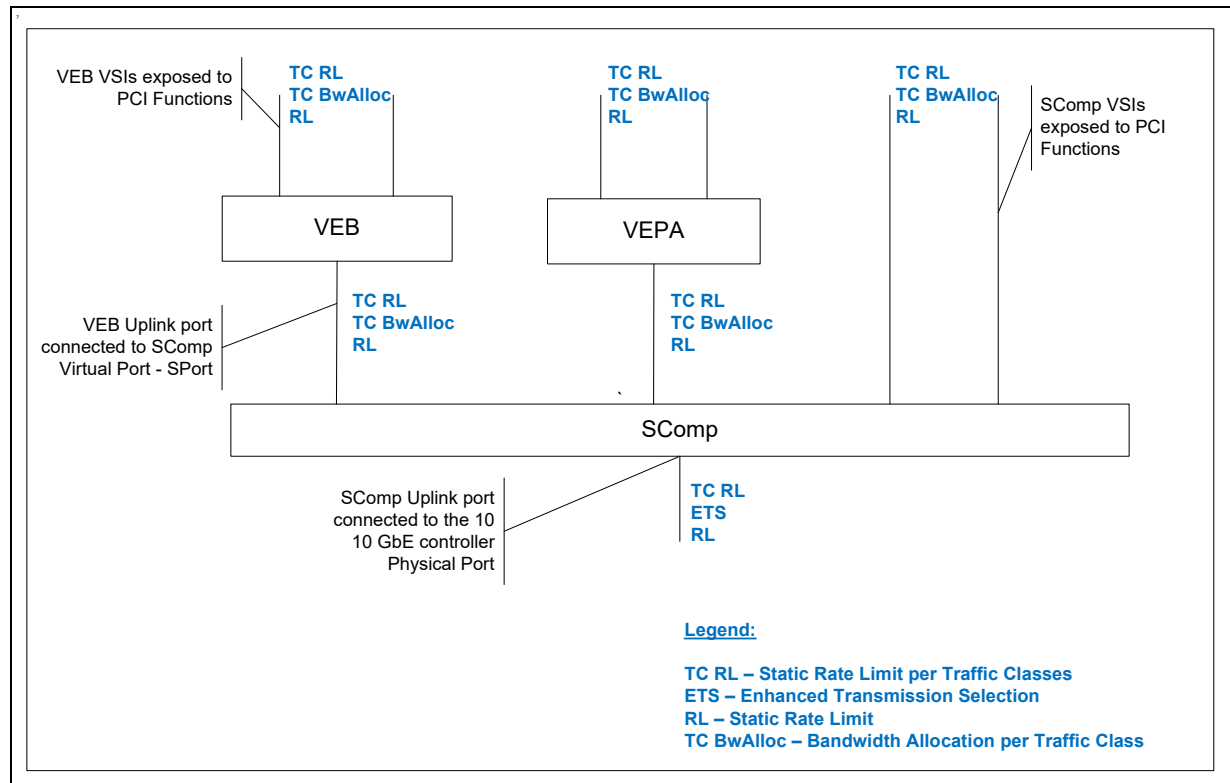 ?
VEB VSIs exposed to
PCI Functions
TC RL
TC BwAlloc
RL
TC RL
TC BwAlloc
RL
TC RL
TC BwAlloc
RL
SComp VSIs
exposed to PCI
Functions
VEB
VEPA
VEB Uplink port
connected to SComp
Virtual Port - SPort
TC RL
TC BwAlloc
RL
TC RL
TC BwAlloc
RL
`
SComp
SComp Uplink port
connected to the 10
10 GbE controller
Physical Port
TC RL
ETS
RL
Legend:
TC RL – Static Rate Limit per Traffic Classes
ETS – Enhanced Transmission Selection
RL – Static Rate Limit
TC BwAlloc – Bandwidth Allocation per Traffic Class